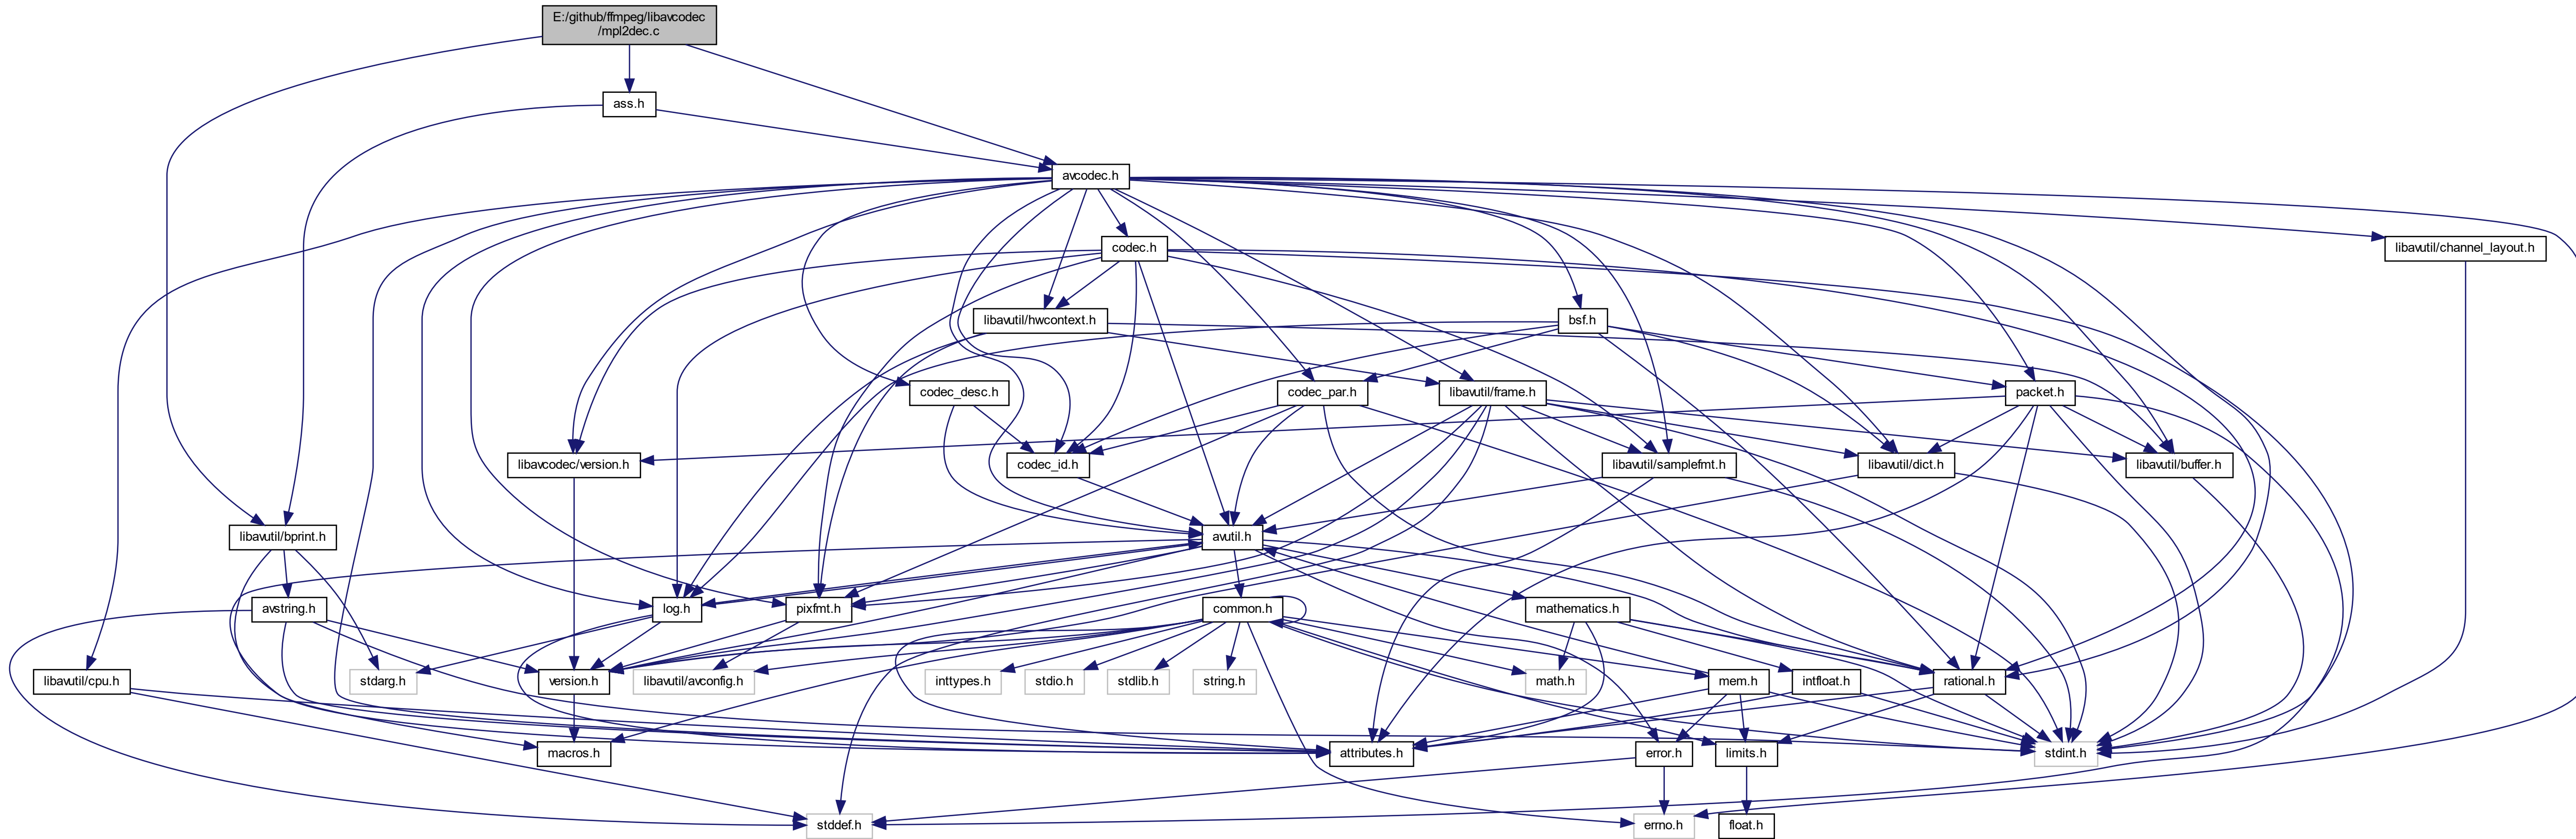 E:/github/ffmpeg/libavcodec
/mpl2dec.c
ass.h
avcodec.h
codec.h
libavutil/channel_layout.h
libavutil/hwcontext.h
bsf.h
codec_desc.h
codec_par.h
libavutil/frame.h
packet.h
libavcodec/version.h
codec_id.h
libavutil/samplefmt.h
libavutil/dict.h
libavutil/buffer.h
libavutil/bprint.h
avutil.h
avstring.h
log.h
pixfmt.h
common.h
mathematics.h
libavutil/cpu.h
stdarg.h
version.h
libavutil/avconfig.h
inttypes.h
stdio.h
stdlib.h
string.h
mem.h
math.h
intfloat.h
rational.h
macros.h
attributes.h
error.h
limits.h
stdint.h
stddef.h
errno.h
float.h